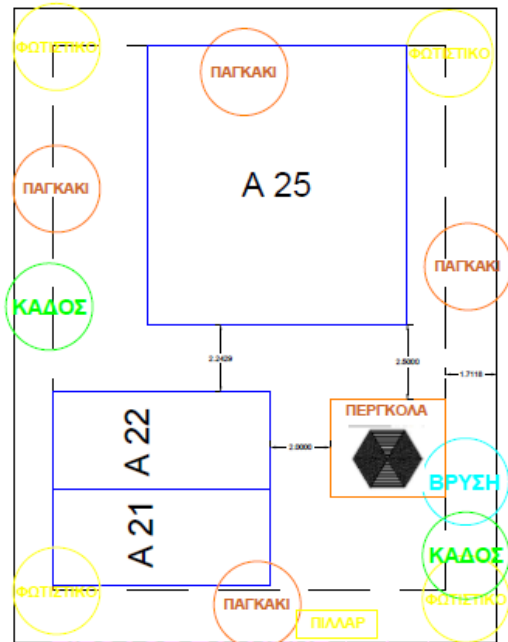 ΦΩΤΙΣΤΙΚΟ
ΠΑΓΚΑΚΙ
ΦΩΤΙΣΤΙΚΟ
ΠΑΓΚΑΚΙ
Α 25
ΠΑΓΚΑΚΙ
ΚΑΔΟΣ
2.2429
2.5000
1.7118
Α 22
ΠΕΡΓΚΟΛΑ
2.0000
ΒΡΥΣΗ
Α 21
ΚΑΔΟΣ
ΦΩΤΙΣΤΙΚΟ
ΠΑΓΚΑΚΙ
ΦΩΤΙΣΤΙΚΟ
ΠΙΛΛΑΡ